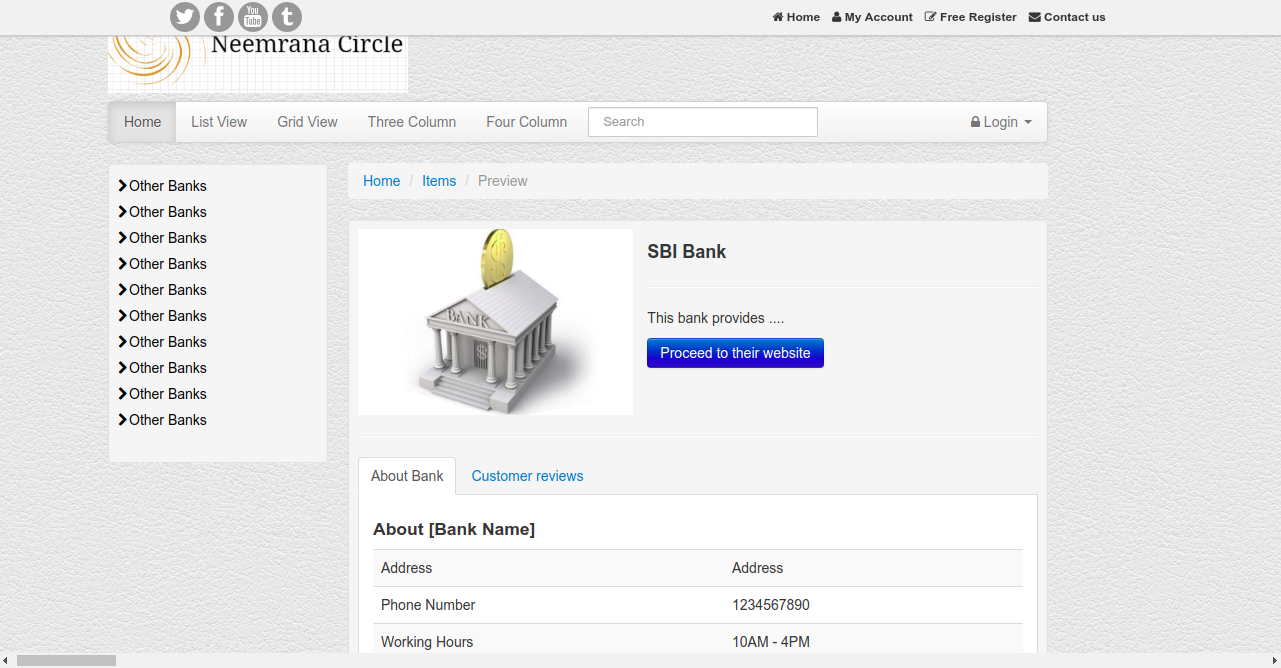 Home My Account Free Register Contact us
Neemrana Circle
Home List View Grid View Three Column Four Column Search Login
Other Banks
Other Banks
Other Banks
Other Banks
Other Banks
Other Banks
Other Banks
Other Banks
Other Banks
Other Banks
Home / Items / Preview
BANK
SBI Bank
This bank provides ....
Proceed to their website
About Bank Customer reviews
About [Bank Name]
Address Address
Phone Number 1234567890
Working Hours 10AM - 4PM